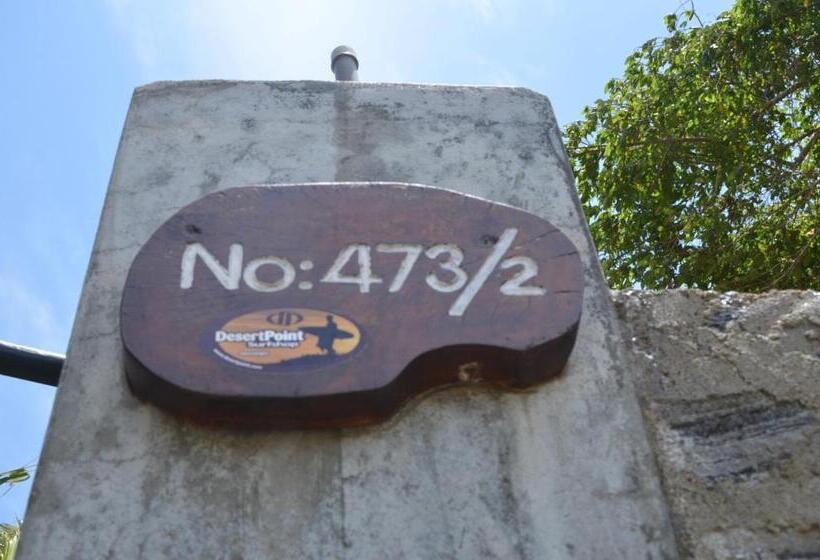 No: 473/2
DesertPoint
Surfshop